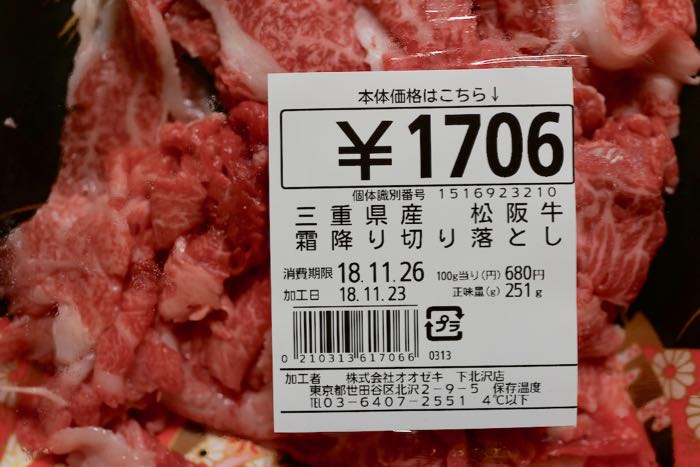 本体価格はこちら↓
¥1706
個体識別番号 1516923210
三重県産 松阪牛
霜降り切り落とし
消費期限 18.11.26 100g当り(円) 680円
加工日 18.11.23 正味量(g) 251g
プラ
0210313617066 0313
加工者 株式会社オオゼキ 下北沢店
東京都世田谷区北沢2-9-5 保存温度
TEL03-6407-2551 4℃以下